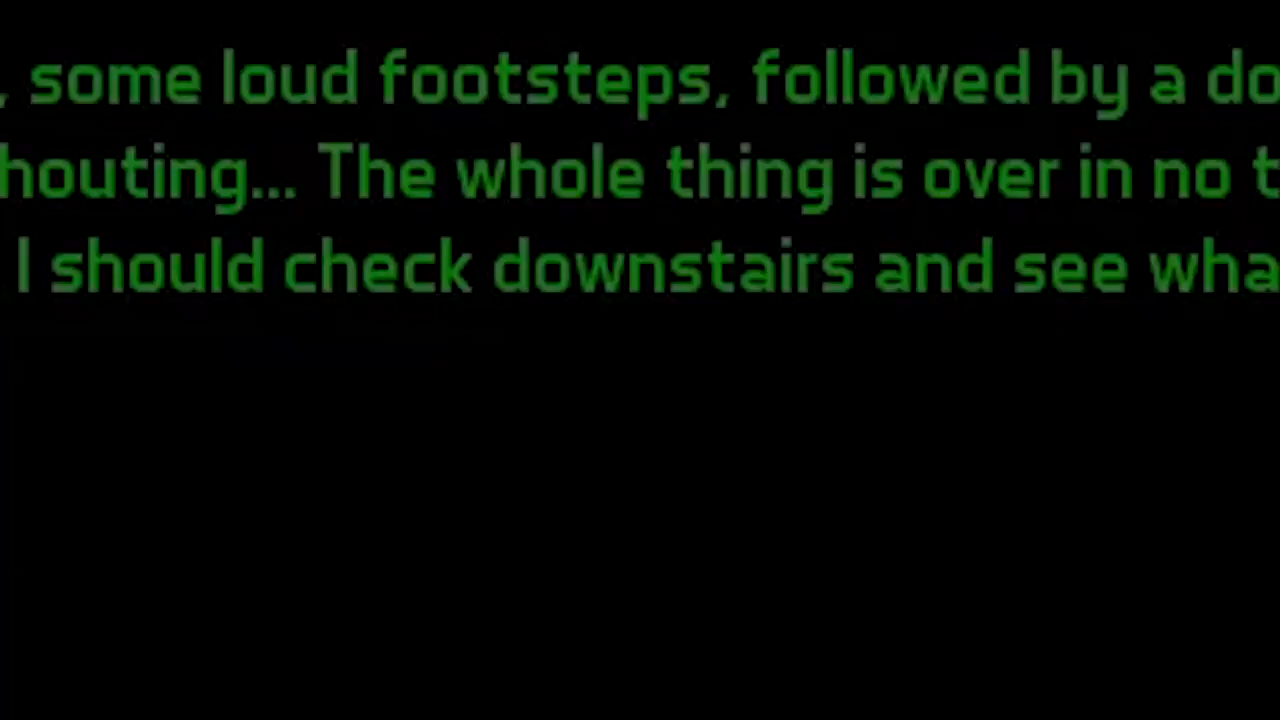 , some loud footsteps, followed by a do
houting... The whole thing is over in no t
I should check downstairs and see wha